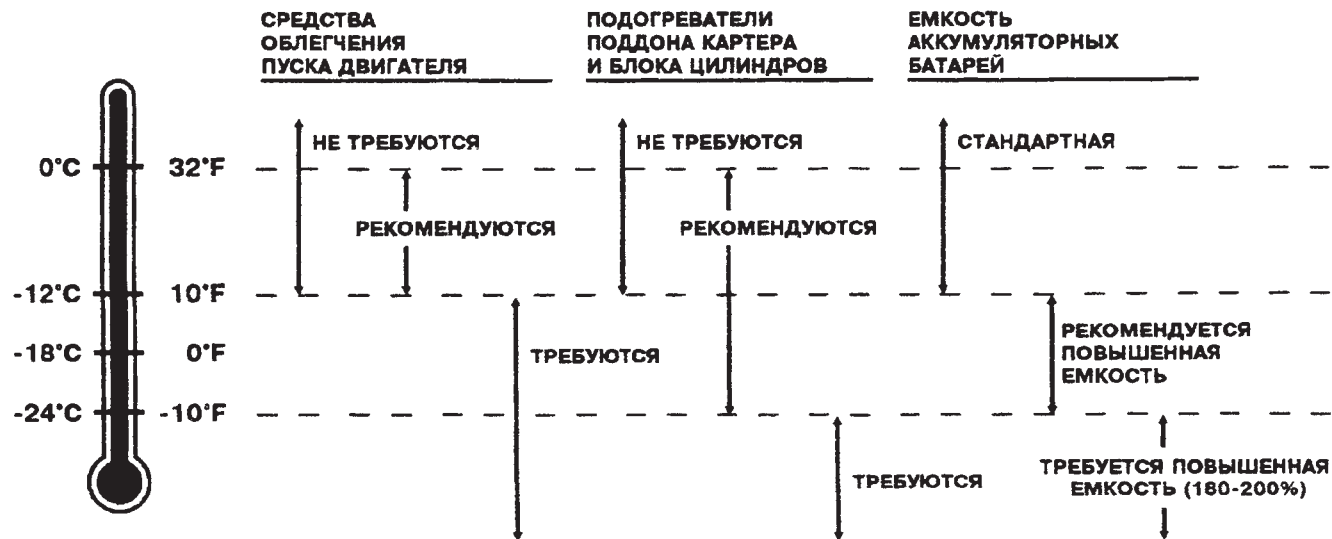 СРЕДСТВА
ОБЛЕГЧЕНИЯ
ПУСКА ДВИГАТЕЛЯ
ПОДОГРЕВАТЕЛИ
ПОДДОНА КАРТЕРА
И БЛОКА ЦИЛИНДРОВ
ЕМКОСТЬ
АККУМУЛЯТОРНЫХ
БАТАРЕЙ
НЕ ТРЕБУЮТСЯ
НЕ ТРЕБУЮТСЯ
СТАНДАРТНАЯ
0°C 32°F
РЕКОМЕНДУЮТСЯ
РЕКОМЕНДУЮТСЯ
-12°C 10°F
-18°C 0°F
ТРЕБУЮТСЯ
РЕКОМЕНДУЕТСЯ
ПОВЫШЕННАЯ
ЕМКОСТЬ
-24°C -10°F
ТРЕБУЮТСЯ
ТРЕБУЕТСЯ ПОВЫШЕННАЯ
ЕМКОСТЬ (180-200%)